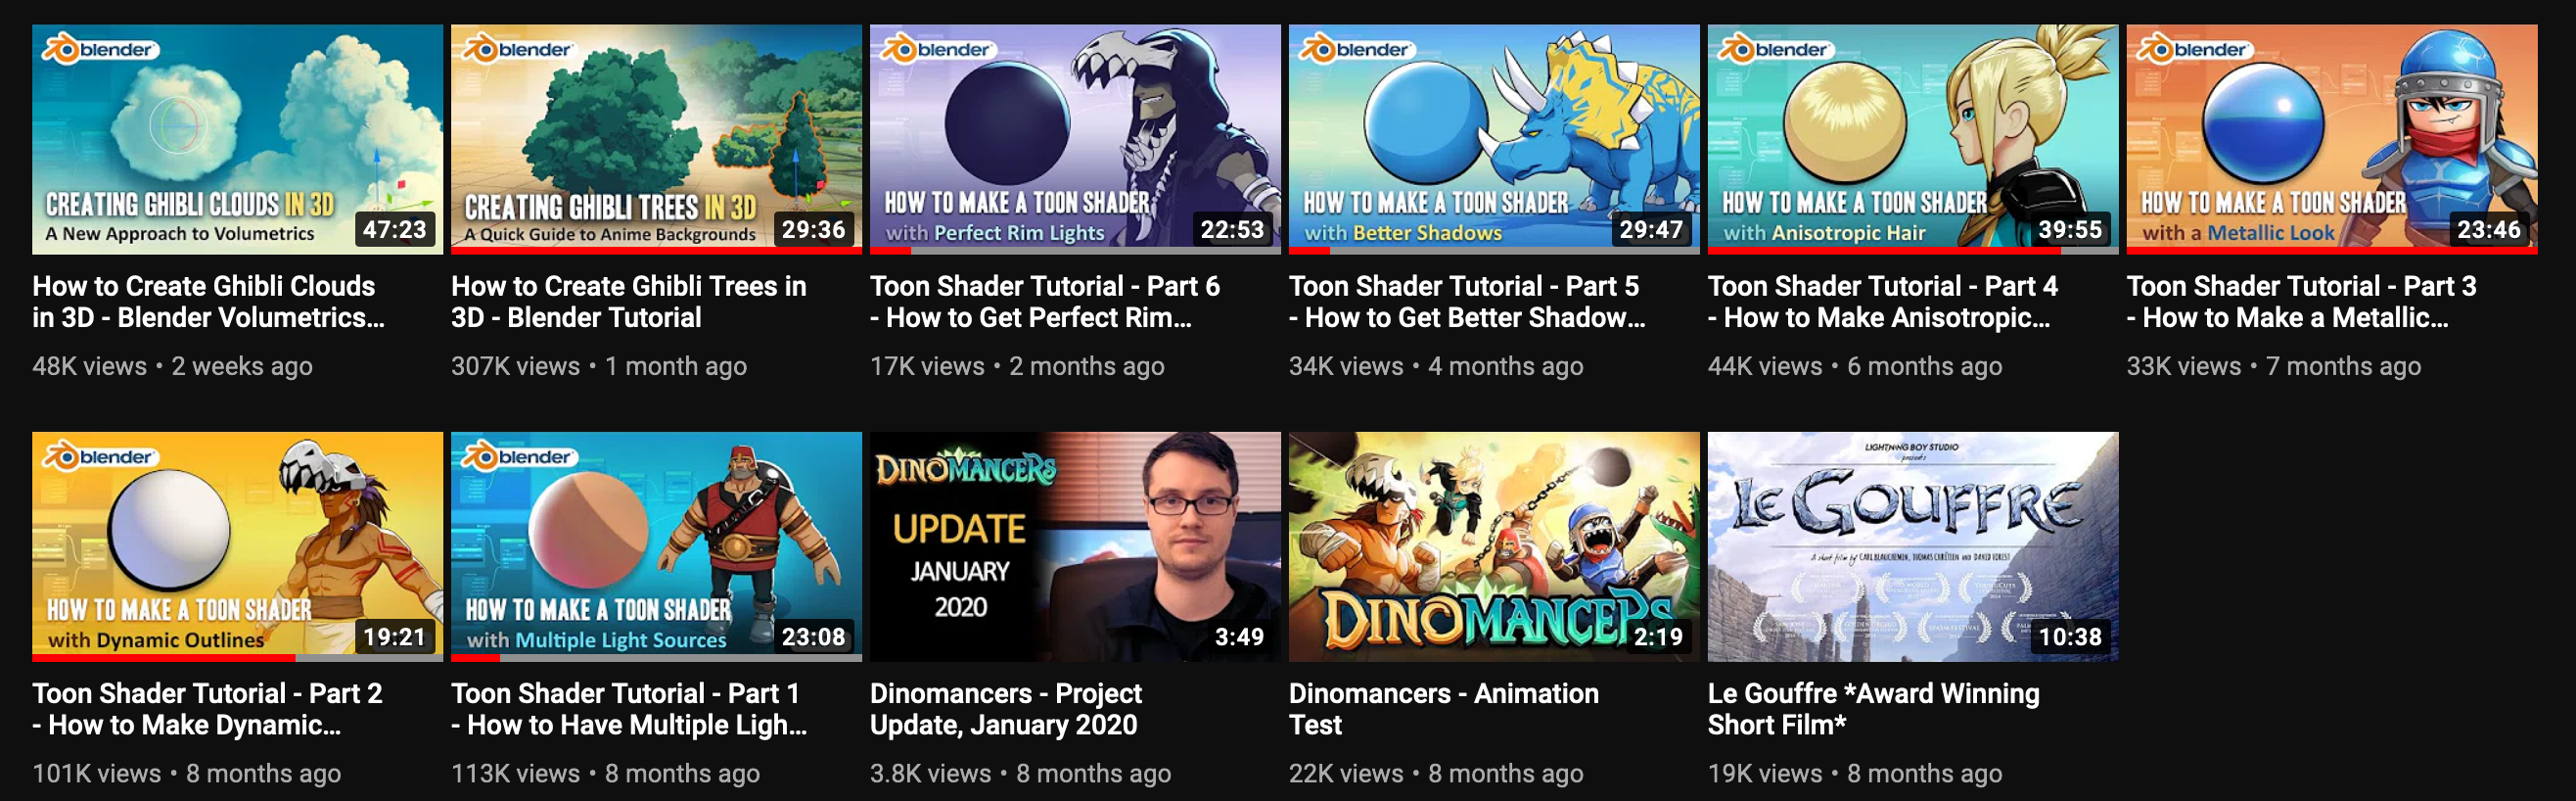 blender
CREATING GHIBLI CLOUDS IN 3D
A New Approach to Volumetrics
47:23
How to Create Ghibli Clouds
in 3D - Blender Volumetrics...
48K views • 2 weeks ago
blender
CREATING GHIBLI TREES IN 3D
A Quick Guide to Anime Backgrounds
29:36
How to Create Ghibli Trees in
3D - Blender Tutorial
307K views • 1 month ago
blender
HOW TO MAKE A TOON SHADER
with Perfect Rim Lights
22:53
Toon Shader Tutorial - Part 6
- How to Get Perfect Rim...
17K views • 2 months ago
blender
HOW TO MAKE A TOON SHADER
with Better Shadows
29:47
Toon Shader Tutorial - Part 5
- How to Get Better Shadow...
34K views • 4 months ago
blender
HOW TO MAKE A TOON SHADER
with Anisotropic Hair
39:55
Toon Shader Tutorial - Part 4
- How to Make Anisotropic...
44K views • 6 months ago
blender
HOW TO MAKE A TOON SHADER
with a Metallic Look
23:46
Toon Shader Tutorial - Part 3
- How to Make a Metallic...
33K views • 7 months ago
blender
HOW TO MAKE A TOON SHADER
with Dynamic Outlines
19:21
Toon Shader Tutorial - Part 2
- How to Make Dynamic...
101K views • 8 months ago
blender
HOW TO MAKE A TOON SHADER
with Multiple Light Sources
23:08
Toon Shader Tutorial - Part 1
- How to Have Multiple Ligh...
113K views • 8 months ago
DINOMANCERS
UPDATE
JANUARY
2020
3:49
Dinomancers - Project
Update, January 2020
3.8K views • 8 months ago
DINOMANCERS
2:19
Dinomancers - Animation
Test
22K views • 8 months ago
LIGHTNING BOY STUDIO
presents
LE GOUFFRE
A short film by CARL BEAUCHEMIN, THOMAS CHRÉTIEN AND DAVID FOREST
10:38
Le Gouffre *Award Winning
Short Film*
19K views • 8 months ago